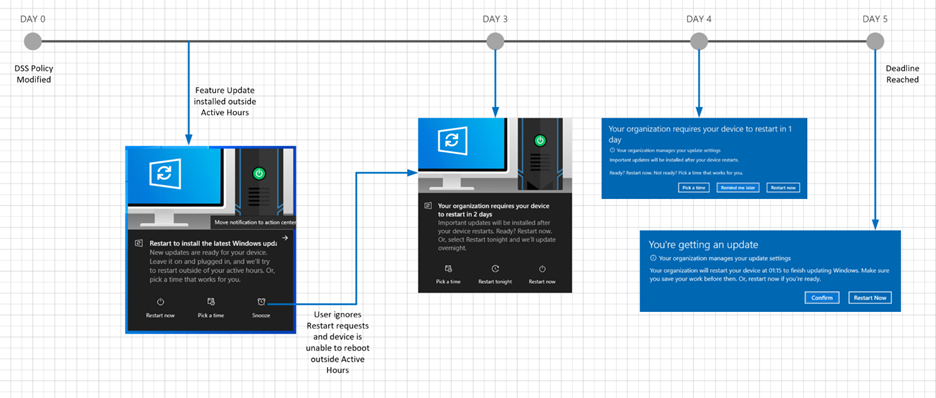 DAY 0
DAY 3
DAY 4
DAY 5
DSS Policy
Modified
Feature Update
installed outside
Active Hours
Deadline
Reached
Move notification to action center
Restart to install the latest Windows upda
New updates are ready for your device.
Leave it on and plugged in, and we'll try
to restart outside of your active hours. Or,
pick a time that works for you.
Restart now
Pick a time
Snooze
User ignores
Restart requests
and device is
unable to reboot
outside Active
Hours
Your organization requires your device
to restart in 2 days
Important updates will be installed after
your device restarts. Ready? Restart now.
Or, select Restart tonight and we'll update
overnight.
Pick a time
Restart tonight
Restart now
Your organization requires your device to restart in 1
day
Your organization manages your update settings
Important updates will be installed after your device restarts.
Ready? Restart now. Not ready? Pick a time that works for you.
Pick a time
Remind me later
Restart now
You're getting an update
Your organization manages your update settings
Your organization will restart your device at 01:15 to finish updating Windows. Make sure
you save your work before then. Or, restart now if you're ready.
Confirm
Restart Now